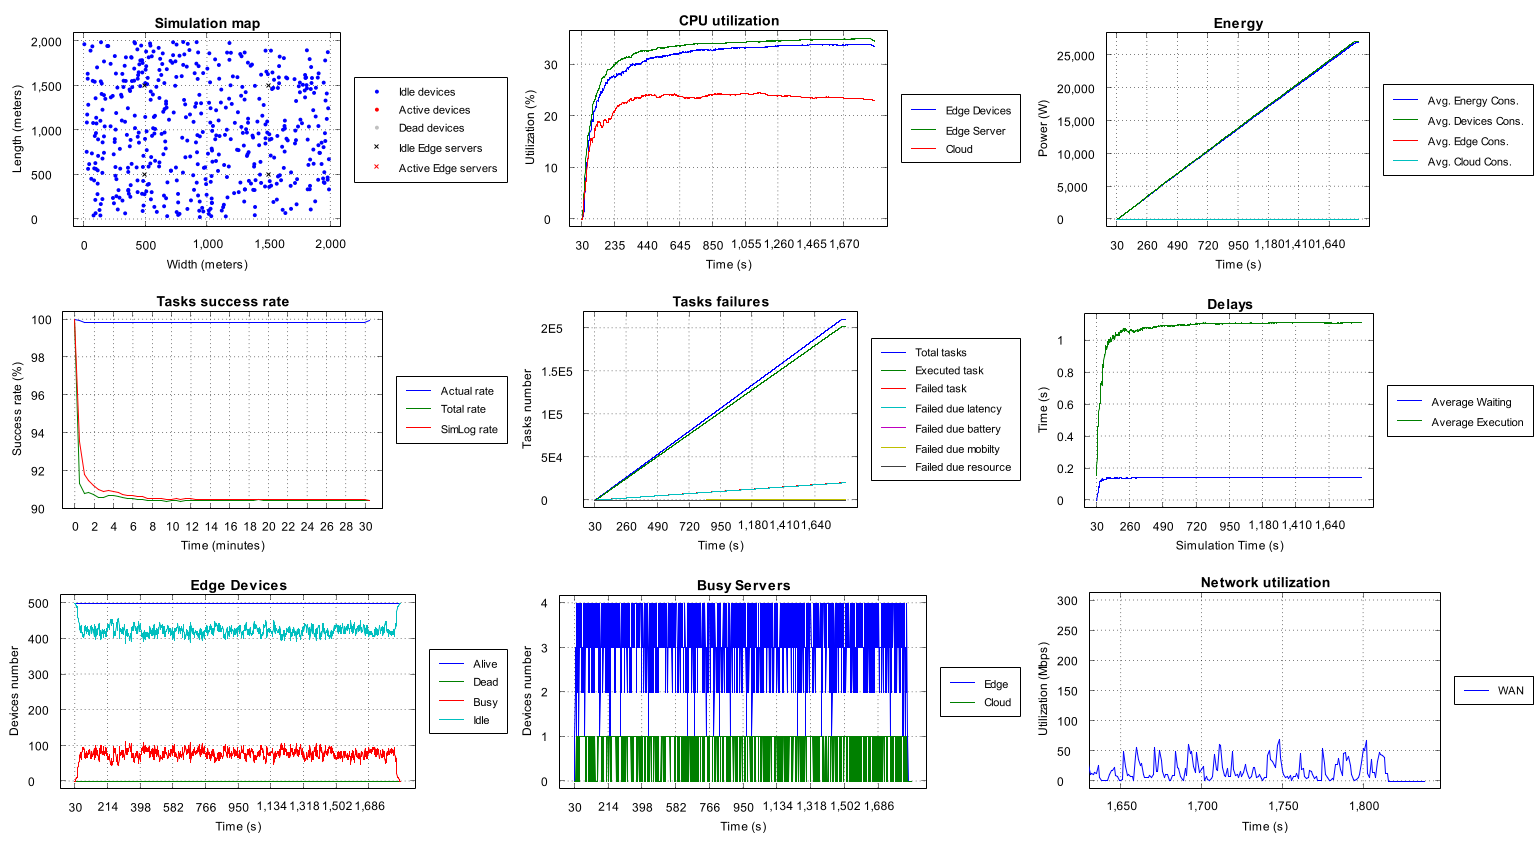 Simulation map
2,000
1,500
1,000
500
0
Length (meters)
0 500 1,000 1,500 2,000
Width (meters)
Idle devices
Active devices
Dead devices
Idle Edge servers
Active Edge servers
CPU utilization
30
20
10
0
Utilization (%)
30 235 440 645 850 1,055 1,260 1,465 1,670
Time (s)
Edge Devices
Edge Server
Cloud
Energy
25,000
20,000
15,000
10,000
5,000
0
Power (W)
30 260 490 720 950 1,180 1,410 1,640
Time (s)
Avg. Energy Cons.
Avg. Devices Cons.
Avg. Edge Cons.
Avg. Cloud Cons.
Tasks success rate
100
98
96
94
92
90
Success rate (%)
0 2 4 6 8 10 12 14 16 18 20 22 24 26 28 30
Time (minutes)
Actual rate
Total rate
SimLog rate
Tasks failures
2E5
1.5E5
1E5
5E4
0
Tasks number
30 260 490 720 950 1,180 1,410 1,640
Time (s)
Total tasks
Executed task
Failed task
Failed due latency
Failed due battery
Failed due mobilty
Failed due resource
Delays
1
0.8
0.6
0.4
0.2
0
Time (s)
30 260 490 720 950 1,180 1,410 1,640
Simulation Time (s)
Average Waiting
Average Execution
Edge Devices
500
400
300
200
100
0
Devices number
30 214 398 582 766 950 1,134 1,318 1,502 1,686
Time (s)
Alive
Dead
Busy
Idle
Busy Servers
4
3
2
1
0
Devices number
30 214 398 582 766 950 1,134 1,318 1,502 1,686
Time (s)
Edge
Cloud
Network utilization
300
250
200
150
100
50
0
Utilization (Mbps)
1,650 1,700 1,750 1,800
Time (s)
WAN